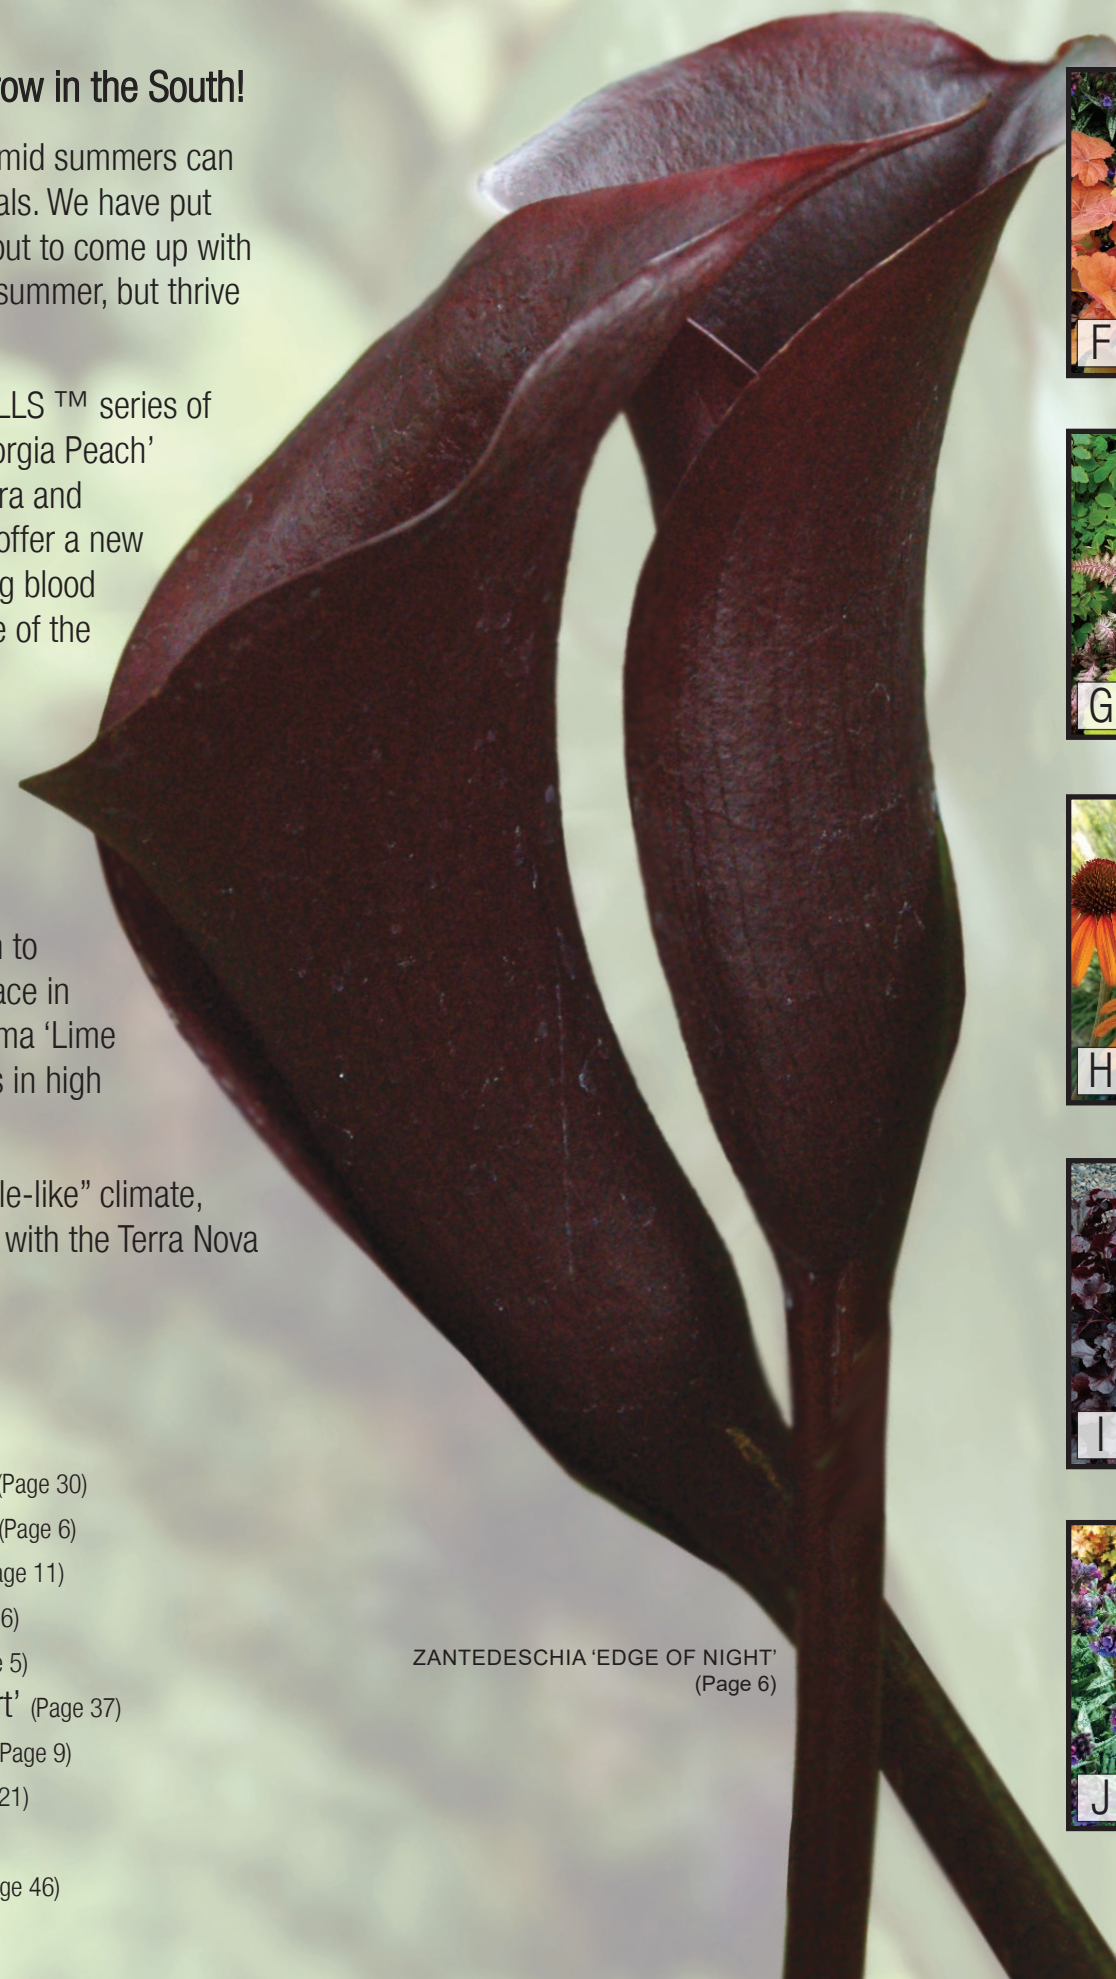 row in the South!
mid summers can
als. We have put
out to come up with
summer, but thrive
LLS ™ series of
orgia Peach’
ra and
offer a new
g blood
e of the
n to
ace in
ma ‘Lime
s in high
le-like” climate,
with the Terra Nova
(Page 30)
(Page 6)
age 11)
6)
e 5)
rt’ (Page 37)
Page 9)
21)
ge 46)
ZANTEDESCHIA ‘EDGE OF NIGHT’
(Page 6)
F
G
H
I
J